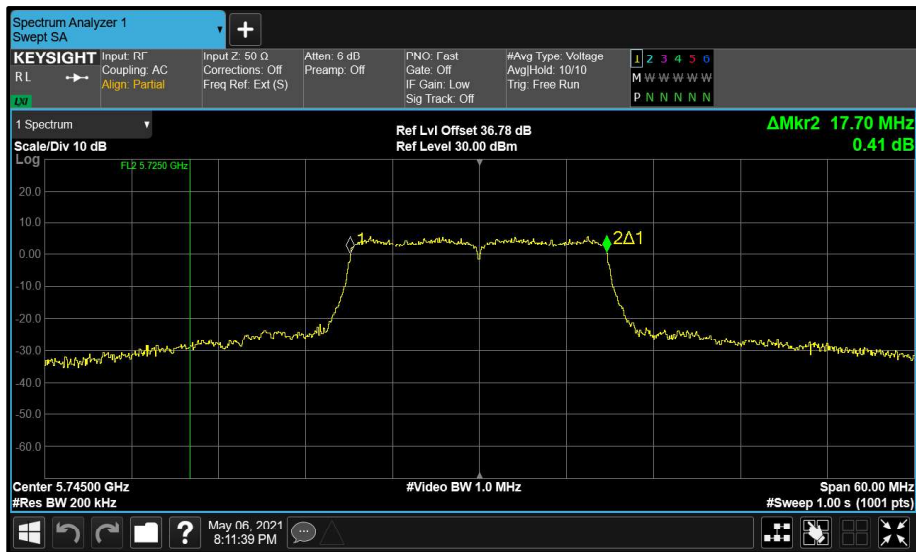 Spectrum Analyzer 1
Swept SA
+
KEYSIGHT
RL
LXI
Input: RF
Coupling: AC
Align: Partial
Input Z: 50 Ω
Corrections: Off
Freq Ref: Ext (S)
Atten: 6 dB
Preamp: Off
PNO: Fast
Gate: Off
IF Gain: Low
Sig Track: Off
#Avg Type: Voltage
Avg|Hold: 10/10
Trig: Free Run
1 2 3 4 5 6
M W W W W W
P N N N N N
1 Spectrum
Scale/Div 10 dB
Ref Lvl Offset 36.78 dB
Ref Level 30.00 dBm
ΔMkr2 17.70 MHz
0.41 dB
Log
FL2 5.7250 GHz
20.0
10.0
1
2Δ1
0.00
-10.0
-20.0
-30.0
-40.0
-50.0
-60.0
Center 5.74500 GHz
#Video BW 1.0 MHz
Span 60.00 MHz
#Res BW 200 kHz
#Sweep 1.00 s (1001 pts)
?
May 06, 2021
8:11:39 PM